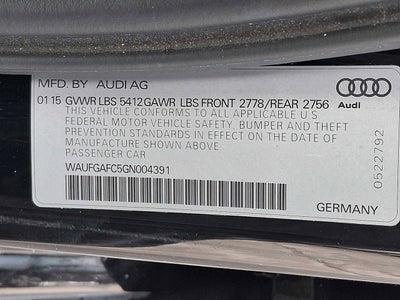 MFD. BY AUDI AG
01 15 GVWR LBS 5412 GAWR LBS FRONT 2778/REAR 2756
THIS VEHICLE CONFORMS TO ALL APPLICABLE U S
FEDERAL MOTOR VEHICLE SAFETY, BUMPER AND THEFT
PREVENTION STANDARDS IN EFFECT ON THE DATE OF
MANUFACTURE SHOWN ABOVE.
PASSENGER CAR
WAUFGAFC5GN004391
Audi
0522792
GERMANY